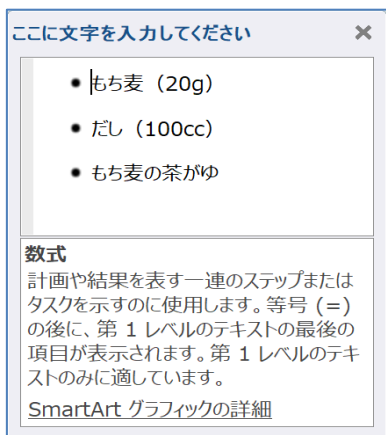 ここに文字を入力してください
もち麦（20g）
だし（100cc）
もち麦の茶がゆ
数式
計画や結果を表す一連のステップまたは
タスクを示すのに使用します。等号 (=)
の後に、第 1 レベルのテキストの最後の
項目が表示されます。第 1 レベルのテキ
ストのみに適しています。
SmartArt グラフィックの詳細